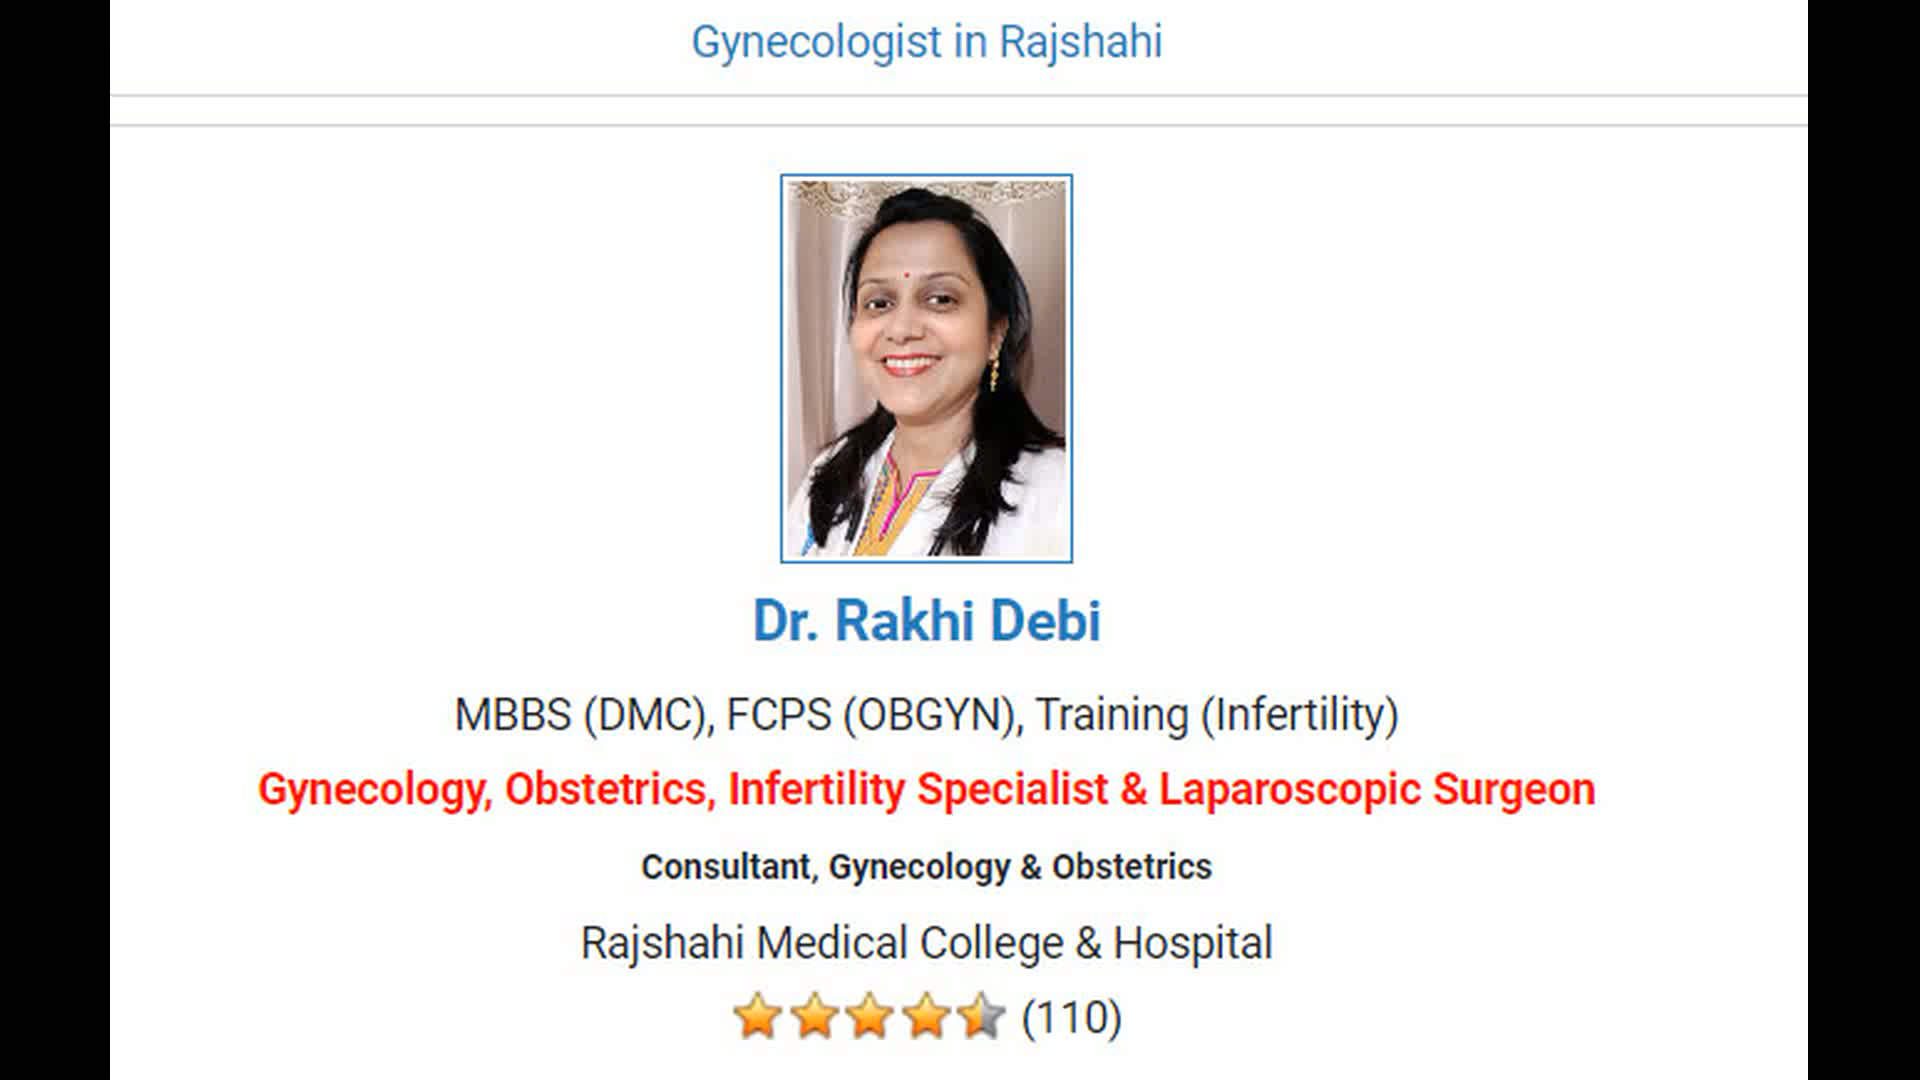 Gynecologist in Rajshahi
Dr. Rakhi Debi
MBBS (DMC), FCPS (OBGYN), Training (Infertility)
Gynecology, Obstetrics, Infertility Specialist & Laparoscopic Surgeon
Consultant, Gynecology & Obstetrics
Rajshahi Medical College & Hospital
(110)